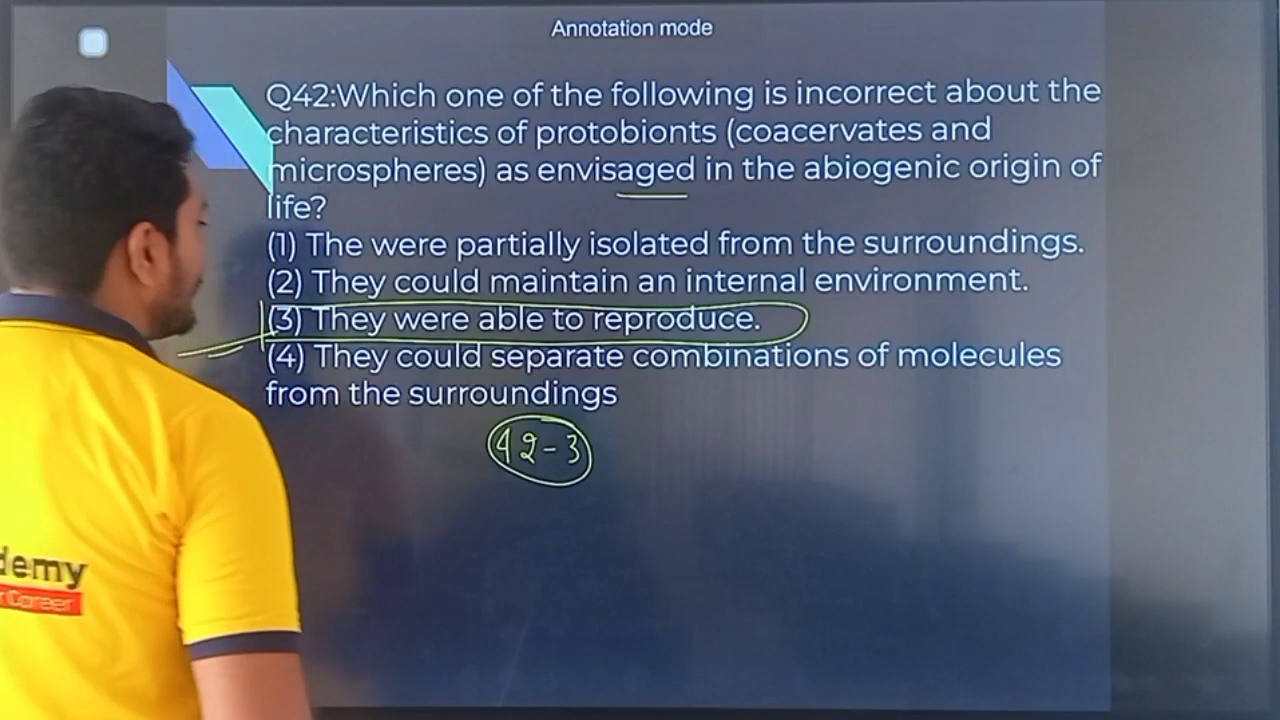 Annotation mode
Q42:Which one of the following is incorrect about the
characteristics of protobionts (coacervates and
microspheres) as envisaged in the abiogenic origin of
life?
(1) The were partially isolated from the surroundings.
(2) They could maintain an internal environment.
(3) They were able to reproduce.
(4) They could separate combinations of molecules
from the surroundings
42-3
demy
Career